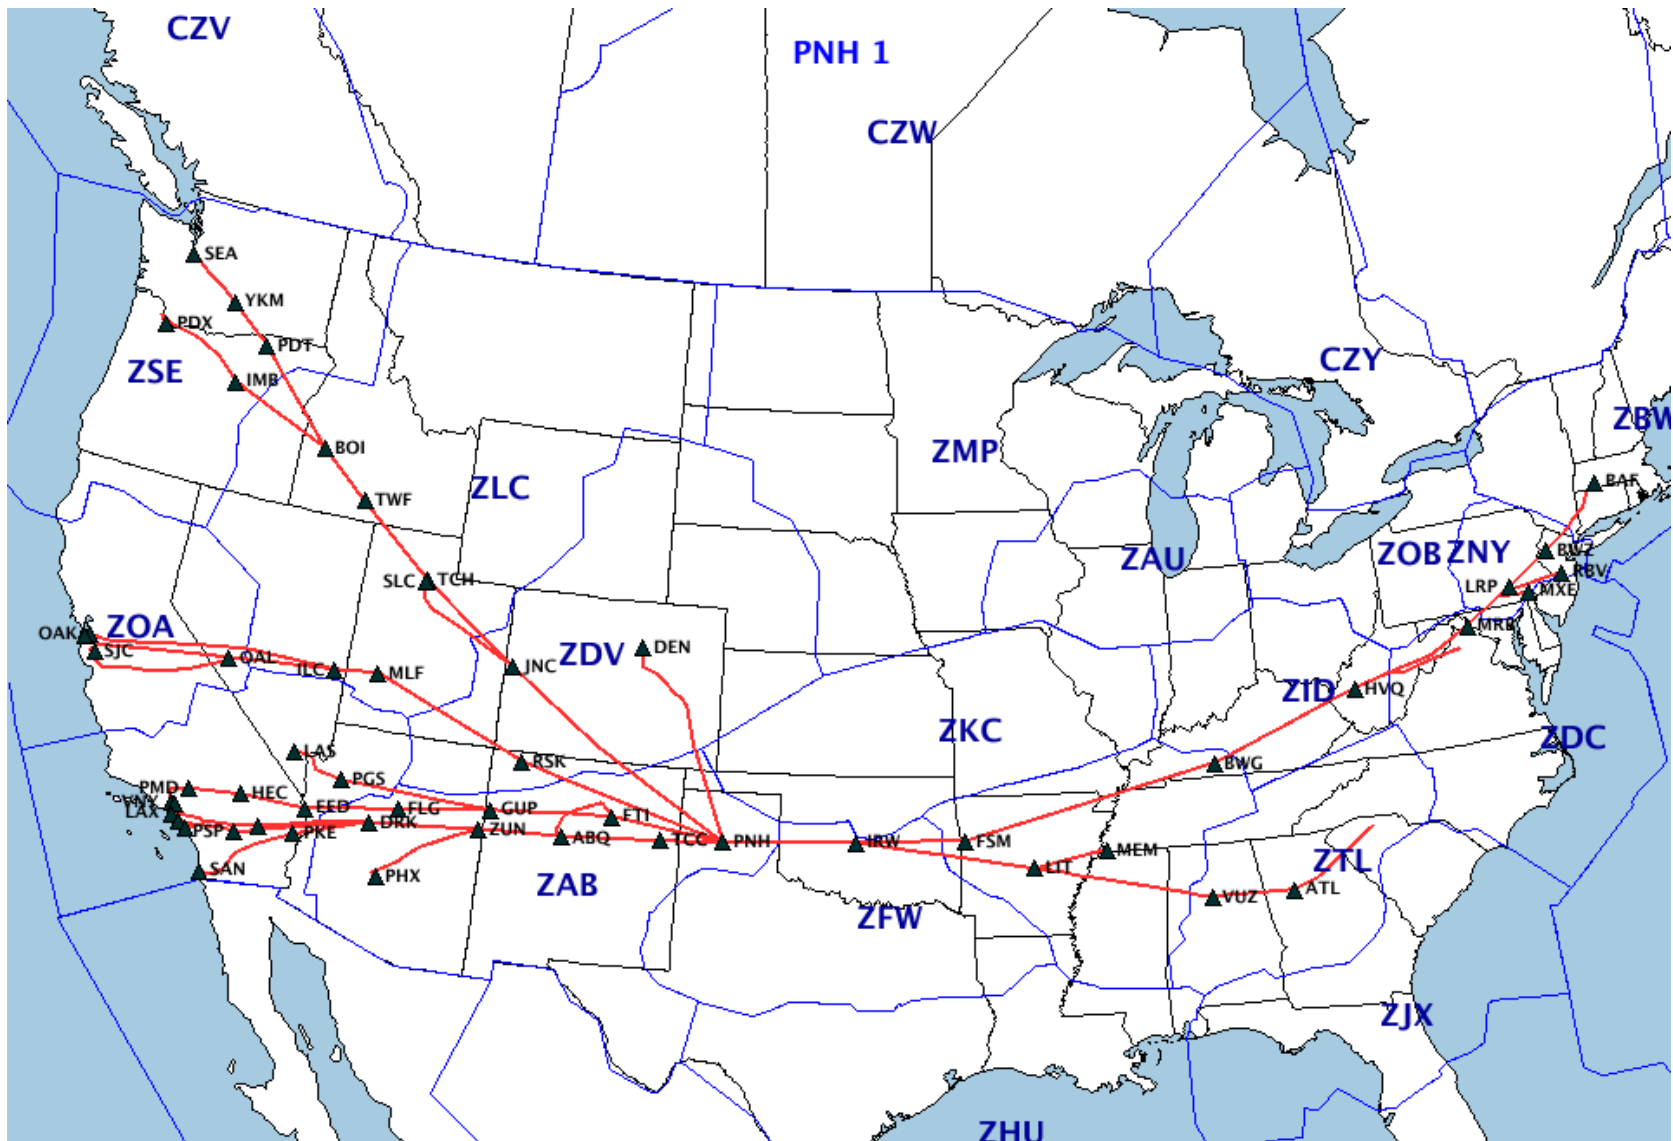 CZV
PNH 1
CZW
SEA
YKM
PDX
PDT
ZSE
IMB
CZY
ZBW
BOI
ZMP
BAF
TWF
ZLC
ZAU
ZOB
ZNY
BWZ
SLC
TCH
LRP
RBV
MXE
OAK
ZOA
MRB
SJC
OAL
ILC
MLF
JNC
ZDV
DEN
ZID
HVQ
ZKC
ZDC
LAS
RSK
BWG
PGS
PMD
HEC
LAX
EED
FLG
GUP
FTI
PSP
PKE
DRK
ZUN
ABQ
TCC
PNH
IRW
FSM
MEM
SAN
PHX
ZAB
LIT
ZTL
ATL
VUZ
ZFW
ZJX
ZHU